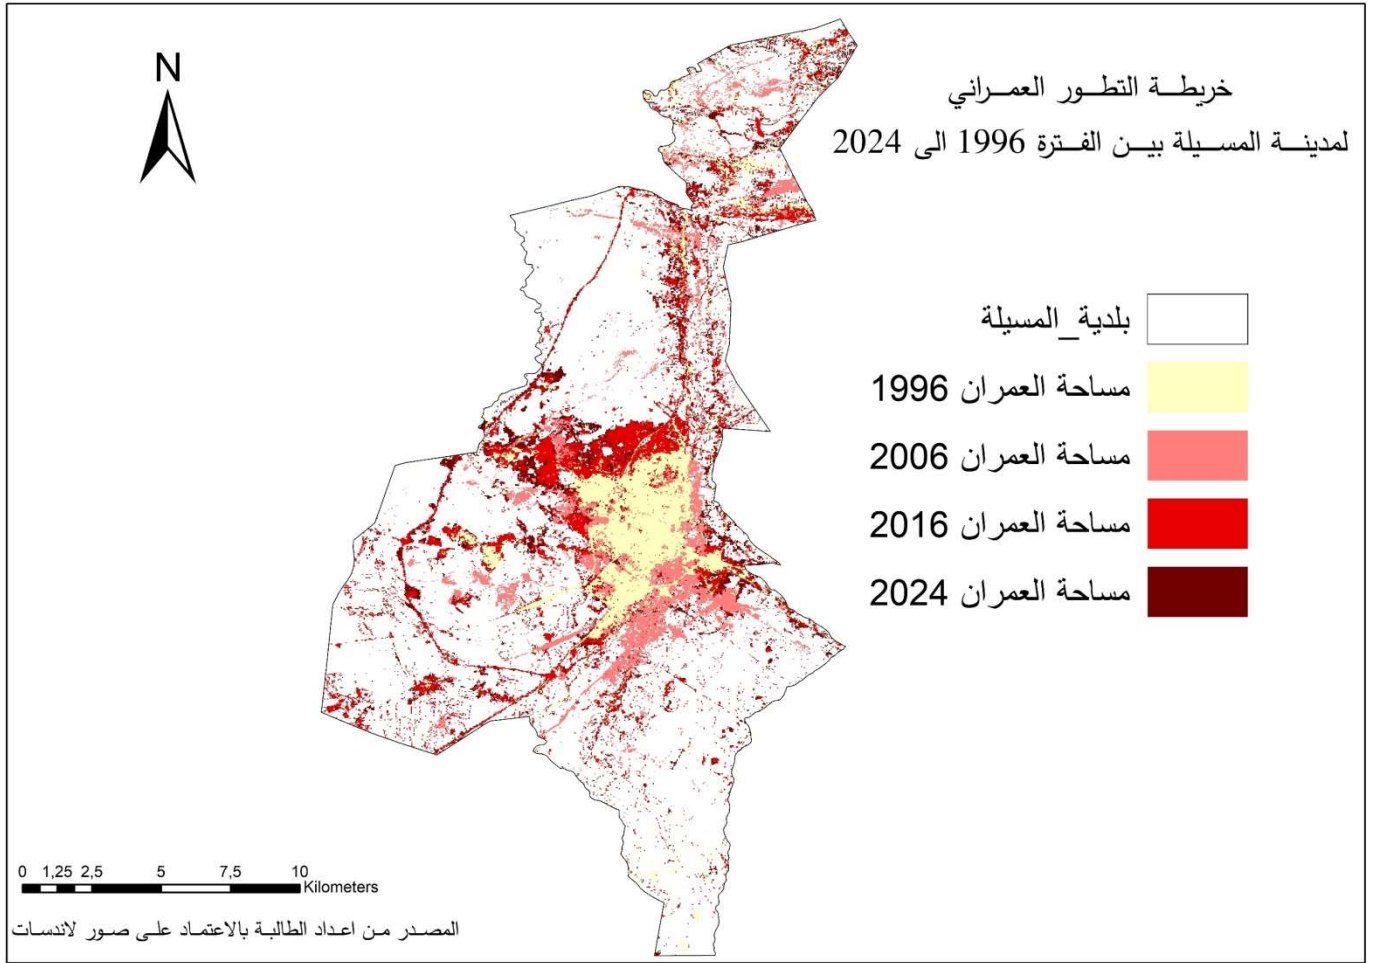 N
خريطة التطور العمراني
لمدينة المسيلة بين الفترة 1996 الى 2024
بلدية_المسيلة
مساحة العمران 1996
مساحة العمران 2006
مساحة العمران 2016
مساحة العمران 2024
0 1,25 2,5 5 7,5 10
Kilometers
المصدر من اعداد الطالبة بالاعتماد على صور لاندسات